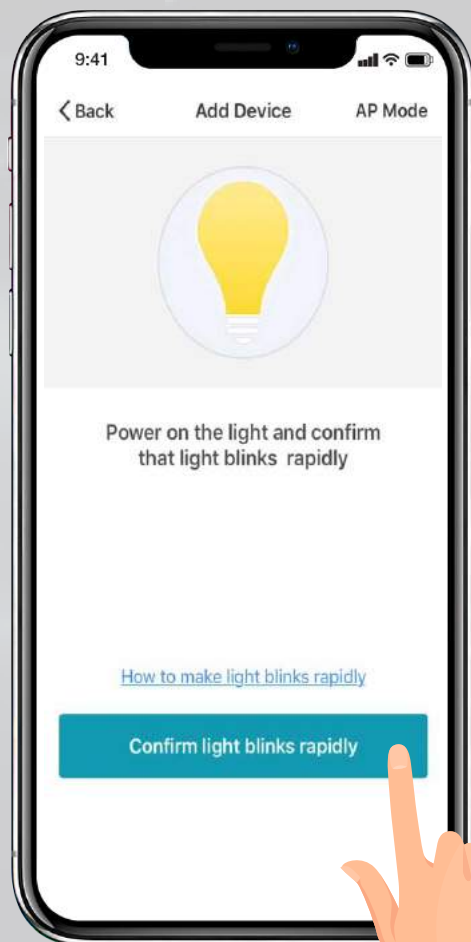 9:41
Back Add Device AP Mode
Power on the light and confirm
that light blinks rapidly
How to make light blinks rapidly
Confirm light blinks rapidly